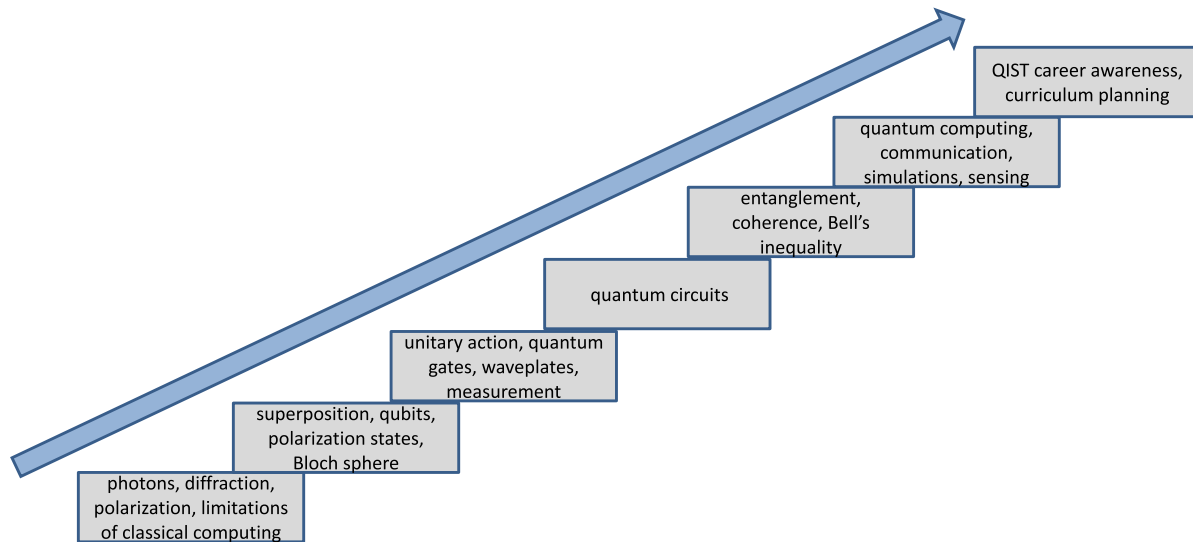 QIST career awareness,
curriculum planning
quantum computing,
communication,
simulations, sensing
entanglement,
coherence, Bell’s
inequality
quantum circuits
unitary action, quantum
gates, waveplates,
measurement
superposition, qubits,
polarization states,
Bloch sphere
photons, diffraction,
polarization, limitations
of classical computing